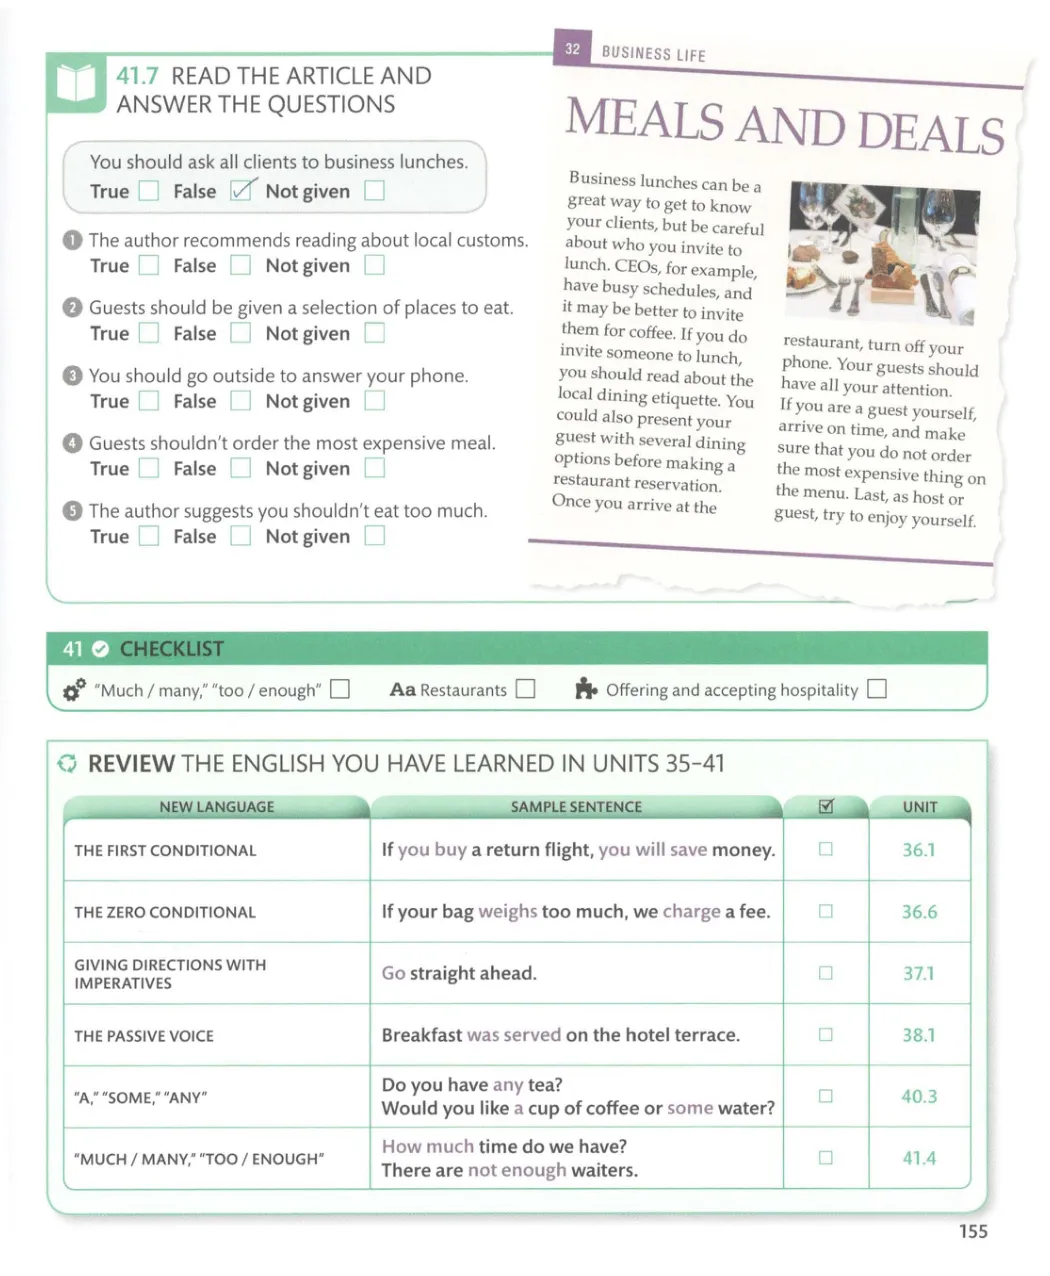 41.7 READ THE ARTICLE AND
ANSWER THE QUESTIONS
You should ask all clients to business lunches.
True False Not given
1 The author recommends reading about local customs.
True False Not given
2 Guests should be given a selection of places to eat.
True False Not given
3 You should go outside to answer your phone.
True False Not given
4 Guests shouldn't order the most expensive meal.
True False Not given
5 The author suggests you shouldn't eat too much.
True False Not given
32 BUSINESS LIFE
MEALS AND DEALS
Business lunches can be a
great way to get to know
your clients, but be careful
about who you invite to
lunch. CEOs, for example,
have busy schedules, and
it may be better to invite
them for coffee. If you do
invite someone to lunch,
you should read about the
local dining etiquette. You
could also present your
guest with several dining
options before making a
restaurant reservation.
Once you arrive at the
restaurant, turn off your
phone. Your guests should
have all your attention.
If you are a guest yourself,
arrive on time, and make
sure that you do not order
the most expensive thing on
the menu. Last, as host or
guest, try to enjoy yourself.
41 CHECKLIST
"Much / many," "too / enough" Aa Restaurants Offering and accepting hospitality
REVIEW THE ENGLISH YOU HAVE LEARNED IN UNITS 35–41
NEW LANGUAGE SAMPLE SENTENCE UNIT
THE FIRST CONDITIONAL If you buy a return flight, you will save money. 36.1
THE ZERO CONDITIONAL If your bag weighs too much, we charge a fee. 36.6
GIVING DIRECTIONS WITH
IMPERATIVES
Go straight ahead. 37.1
THE PASSIVE VOICE Breakfast was served on the hotel terrace. 38.1
"A," "SOME," "ANY"
Do you have any tea?
Would you like a cup of coffee or some water?
40.3
"MUCH / MANY," "TOO / ENOUGH"
How much time do we have?
There are not enough waiters.
41.4
155